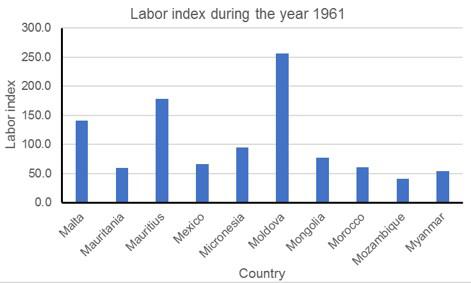 Labor index during the year 1961
Labor index
300.0
250.0
200.0
150.0
100.0
50.0
0.0
Malta
Mauritania
Mauritius
Mexico
Micronesia
Moldova
Mongolia
Morocco
Mozambique
Myanmar
Country